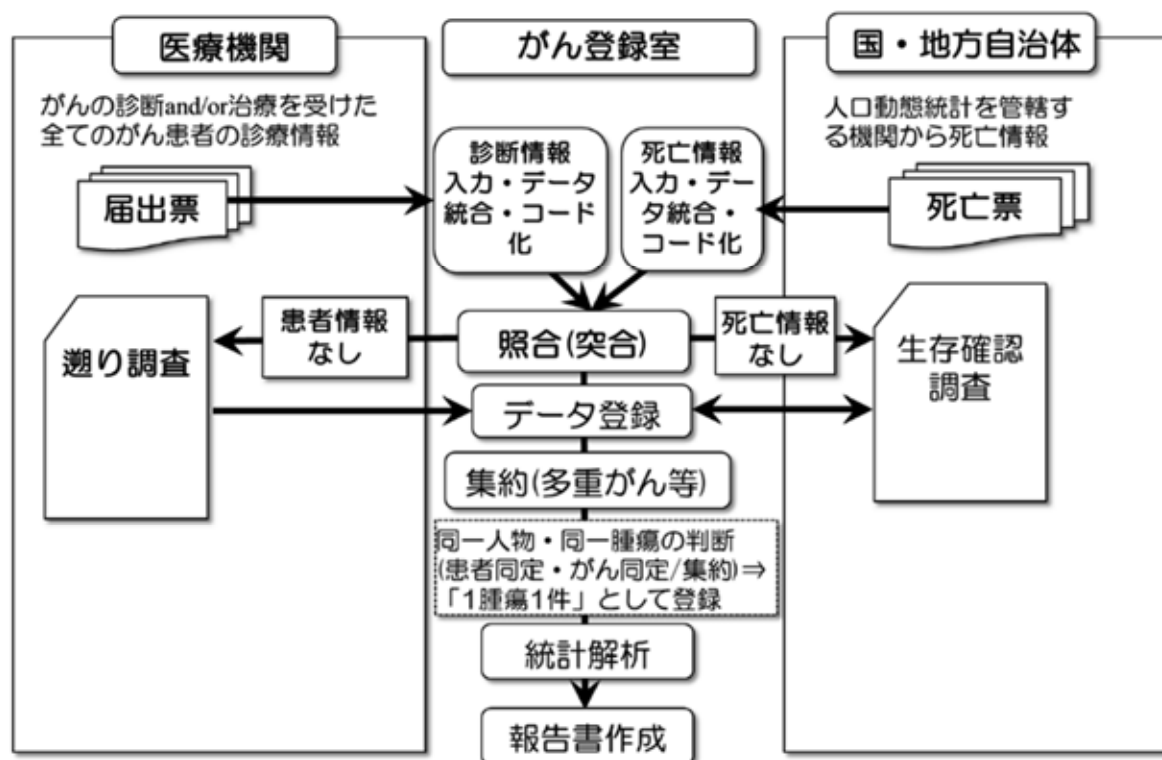 医療機関
がん登録室
国・地方自治体
がんの診断and/or治療を受けた
全てのがん患者の診療情報
人口動態統計を管轄す
る機関から死亡情報
届出票
診断情報
入力・データ
統合・コード
化
死亡情報
入力・デー
タ統合・
コード化
死亡票
遡り調査
患者情報
なし
照合(突合)
死亡情報
なし
生存確認
調査
データ登録
集約(多重がん等)
同一人物・同一腫瘍の判断
(患者同定・がん同定/集約)⇒
「1腫瘍1件」として登録
統計解析
報告書作成